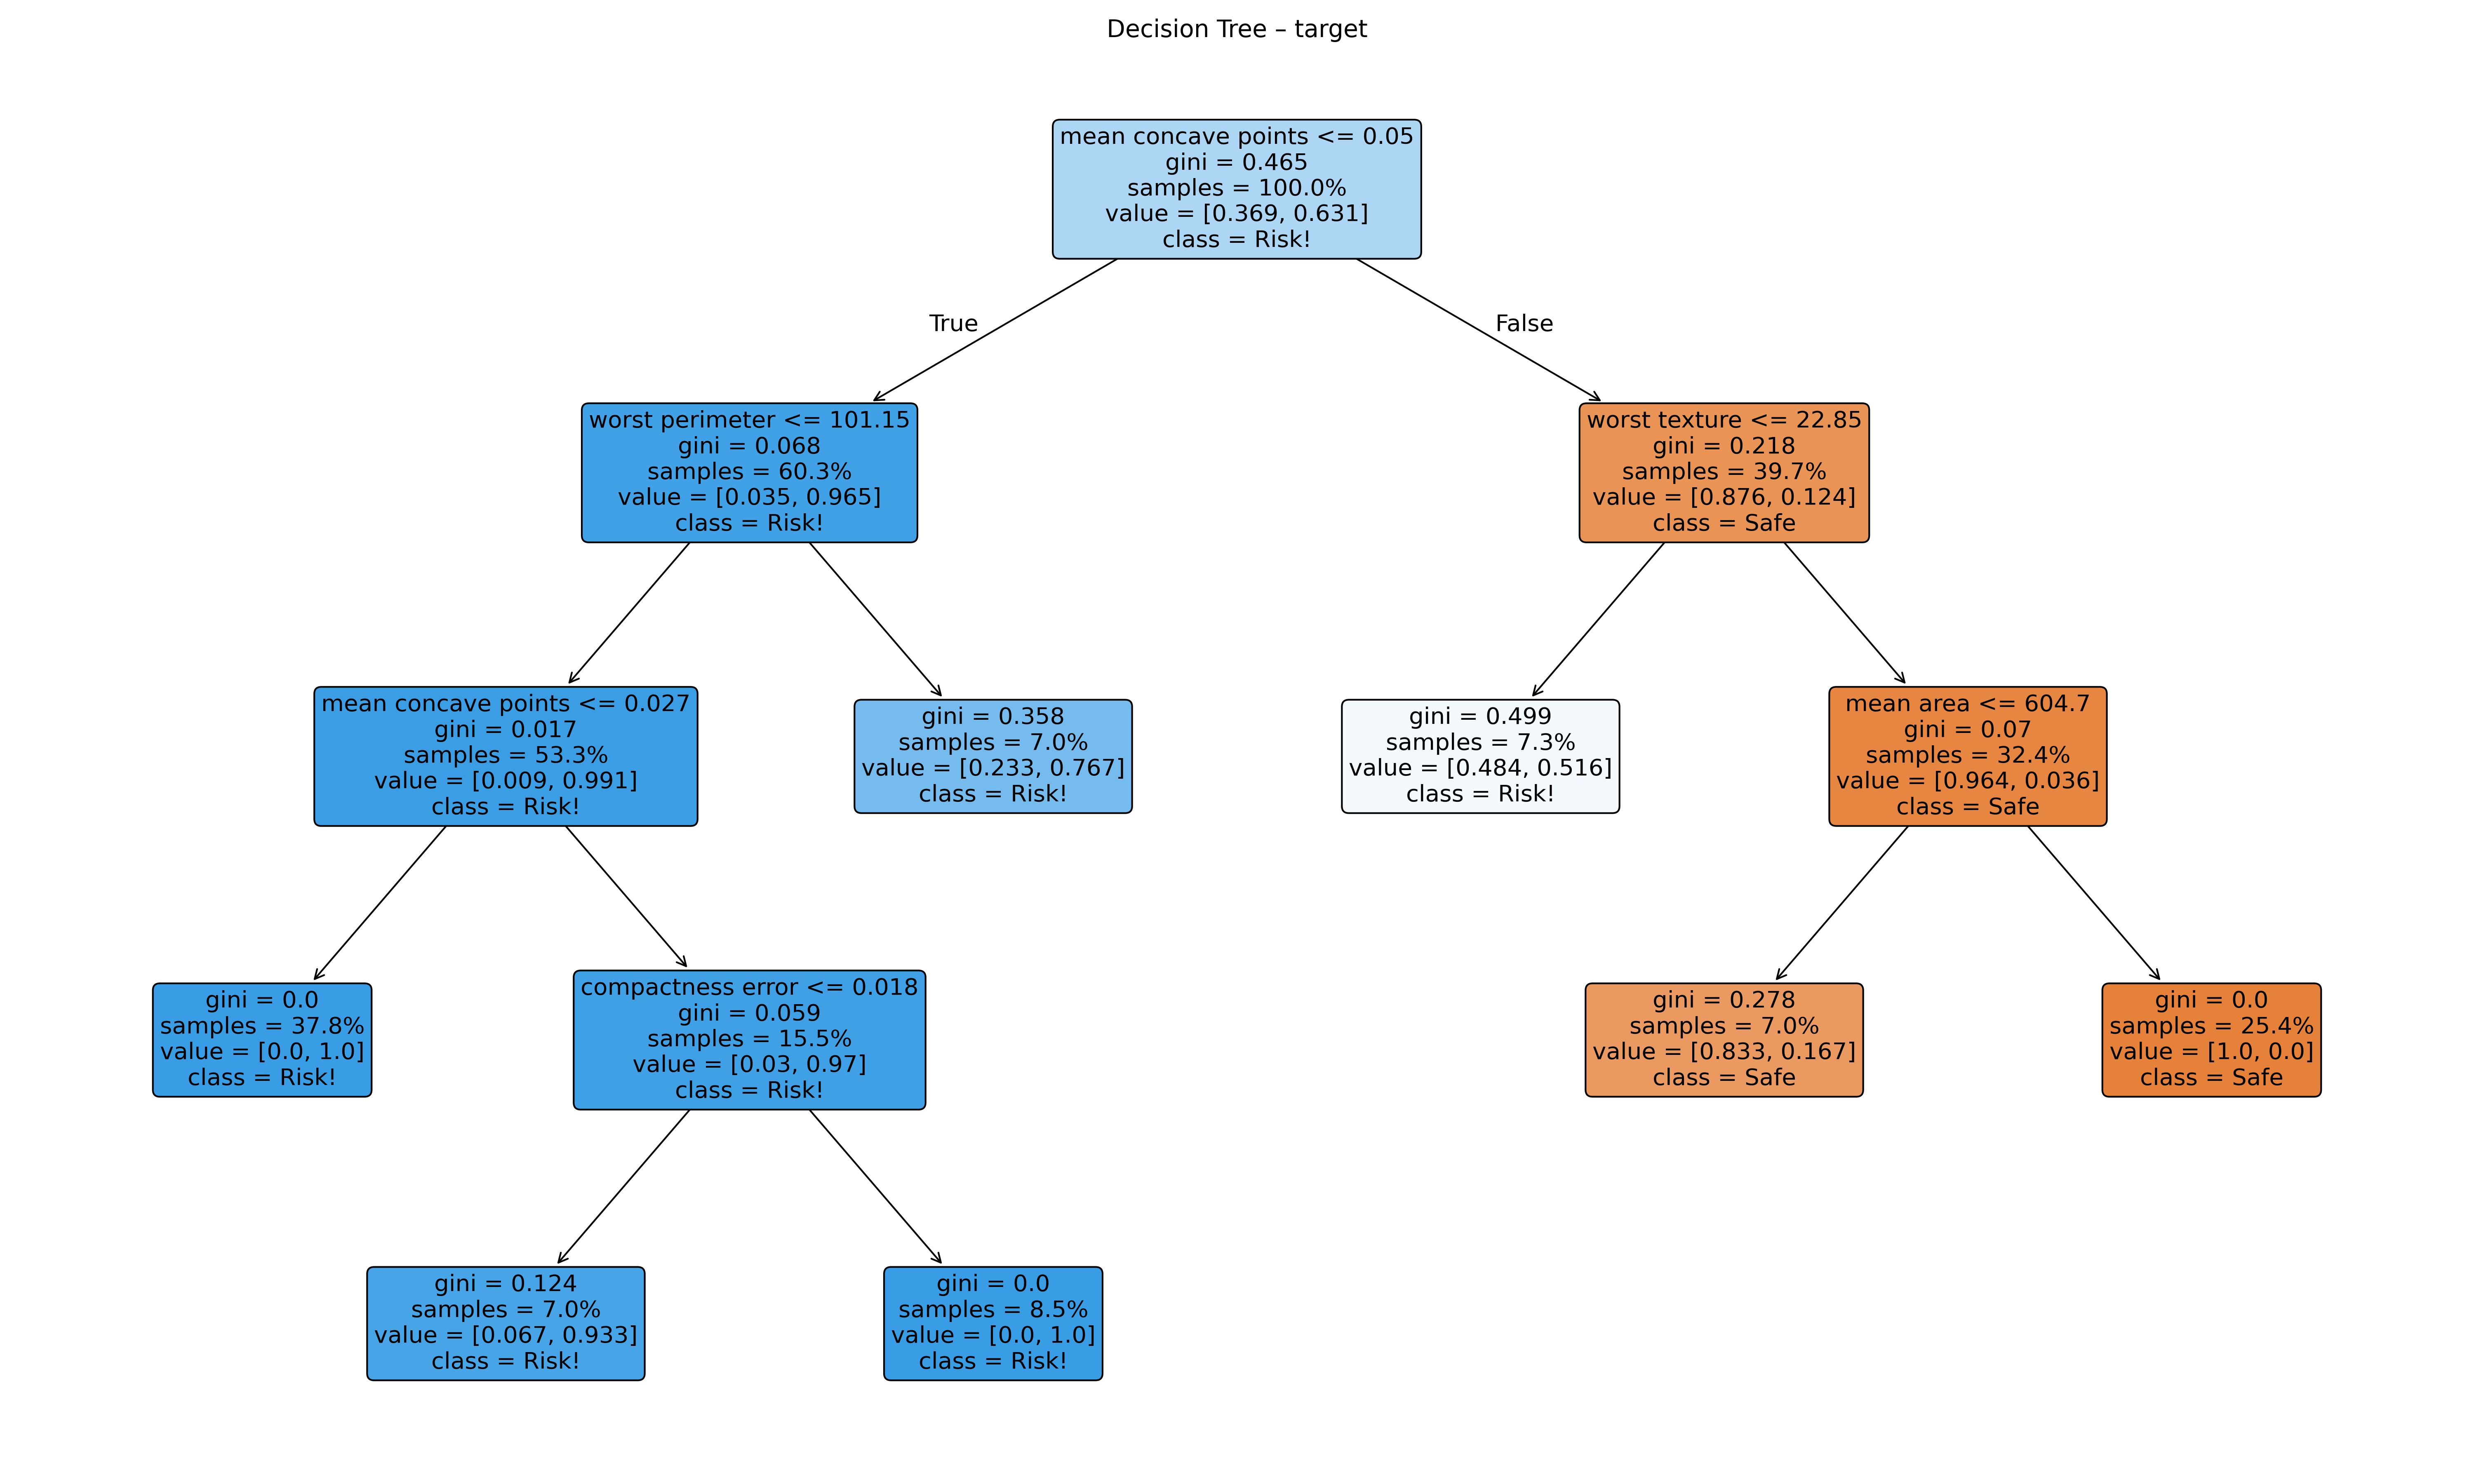 Decision Tree – target
mean concave points <= 0.05
gini = 0.465
samples = 100.0%
value = [0.369, 0.631]
class = Risk!
True
False
worst perimeter <= 101.15
gini = 0.068
samples = 60.3%
value = [0.035, 0.965]
class = Risk!
worst texture <= 22.85
gini = 0.218
samples = 39.7%
value = [0.876, 0.124]
class = Safe
mean concave points <= 0.027
gini = 0.017
samples = 53.3%
value = [0.009, 0.991]
class = Risk!
gini = 0.358
samples = 7.0%
value = [0.233, 0.767]
class = Risk!
gini = 0.499
samples = 7.3%
value = [0.484, 0.516]
class = Risk!
mean area <= 604.7
gini = 0.07
samples = 32.4%
value = [0.964, 0.036]
class = Safe
gini = 0.0
samples = 37.8%
value = [0.0, 1.0]
class = Risk!
compactness error <= 0.018
gini = 0.059
samples = 15.5%
value = [0.03, 0.97]
class = Risk!
gini = 0.278
samples = 7.0%
value = [0.833, 0.167]
class = Safe
gini = 0.0
samples = 25.4%
value = [1.0, 0.0]
class = Safe
gini = 0.124
samples = 7.0%
value = [0.067, 0.933]
class = Risk!
gini = 0.0
samples = 8.5%
value = [0.0, 1.0]
class = Risk!